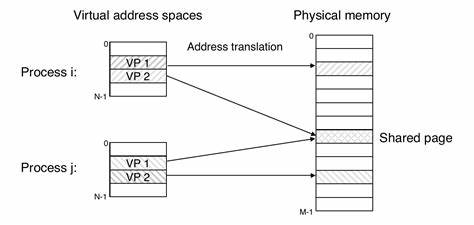 Virtual address spaces
Physical memory
0
Address translation
0
Process i:
VP 1
VP 2
N-1
Shared page
0
Process j:
VP 1
VP 2
N-1
M-1